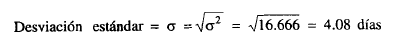 Desviación estándar = σ = √σ² = √16.666 = 4.08 días